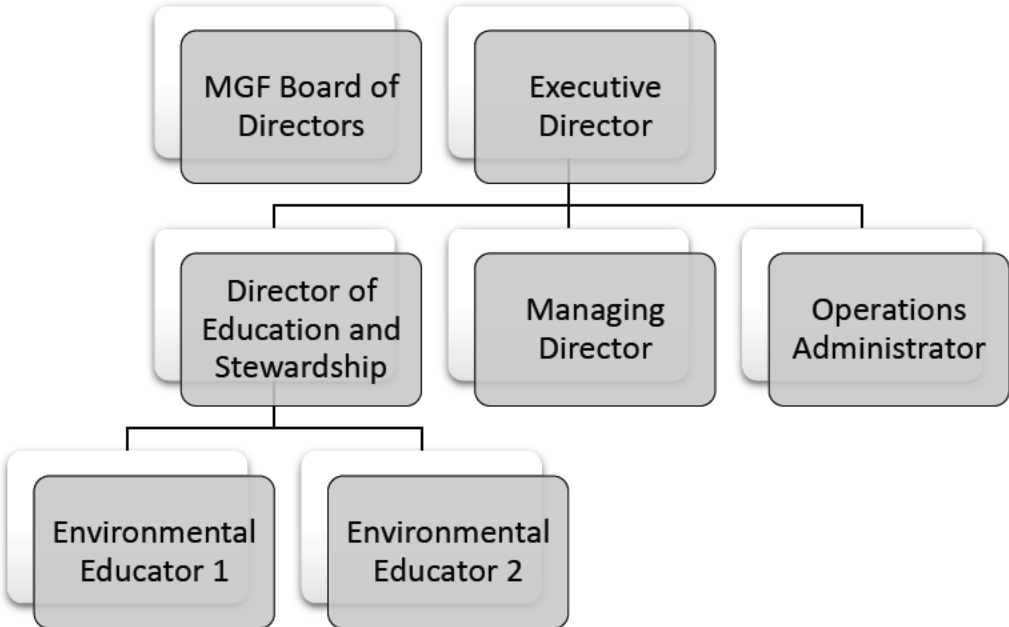 MGF Board of
Directors
Executive
Director
Director of
Education and
Stewardship
Managing
Director
Operations
Administrator
Environmental
Educator 1
Environmental
Educator 2